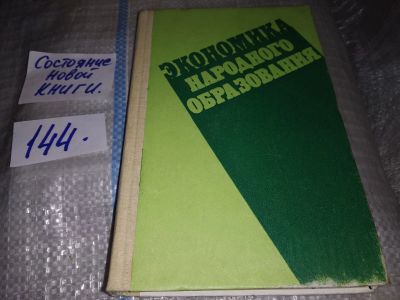 Состояние
новой
книги.
144.
ЭКОНОМИКА
НАРОДНОГО
ОБРАЗОВАНИЯ